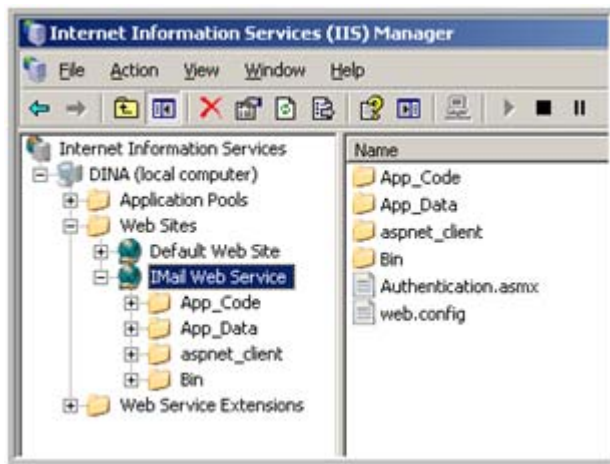 Internet Information Services (IIS) Manager
File Action View Window Help
Internet Information Services
DINA (local computer)
Application Pools
Web Sites
Default Web Site
IMail Web Service
App_Code
App_Data
aspnet_client
Bin
Web Service Extensions
Name
App_Code
App_Data
aspnet_client
Bin
Authentication.asmx
web.config